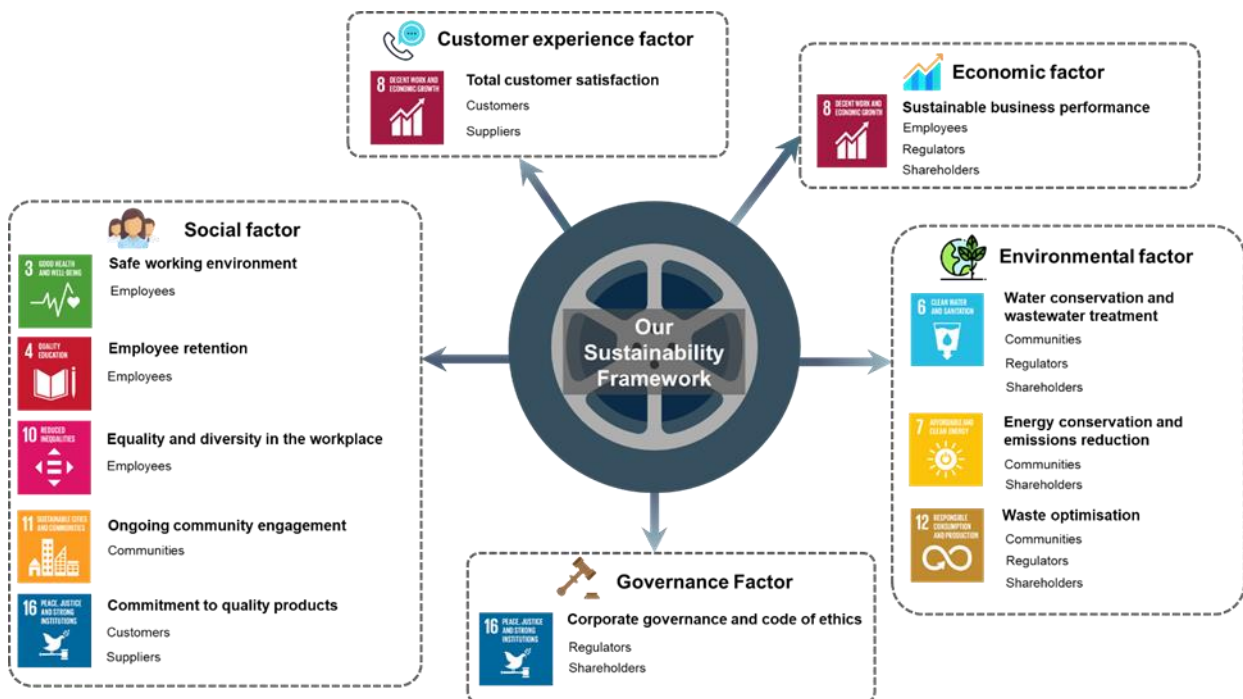 Customer experience factor
8 DECENT WORK AND
ECONOMIC GROWTH
Total customer satisfaction
Customers
Suppliers
Economic factor
8 DECENT WORK AND
ECONOMIC GROWTH
Sustainable business performance
Employees
Regulators
Shareholders
Social factor
3 GOOD HEALTH
AND WELL-BEING
Safe working environment
Employees
4 QUALITY
EDUCATION
Employee retention
Employees
10 REDUCED
INEQUALITIES
Equality and diversity in the workplace
Employees
11 SUSTAINABLE CITIES
AND COMMUNITIES
Ongoing community engagement
Communities
16 PEACE, JUSTICE
AND STRONG
INSTITUTIONS
Commitment to quality products
Customers
Suppliers
Our
Sustainability
Framework
Environmental factor
6 CLEAN WATER
AND SANITATION
Water conservation and
wastewater treatment
Communities
Regulators
Shareholders
7 AFFORDABLE AND
CLEAN ENERGY
Energy conservation and
emissions reduction
Communities
Shareholders
12 RESPONSIBLE
CONSUMPTION
AND PRODUCTION
Waste optimisation
Communities
Regulators
Shareholders
Governance Factor
16 PEACE, JUSTICE
AND STRONG
INSTITUTIONS
Corporate governance and code of ethics
Regulators
Shareholders